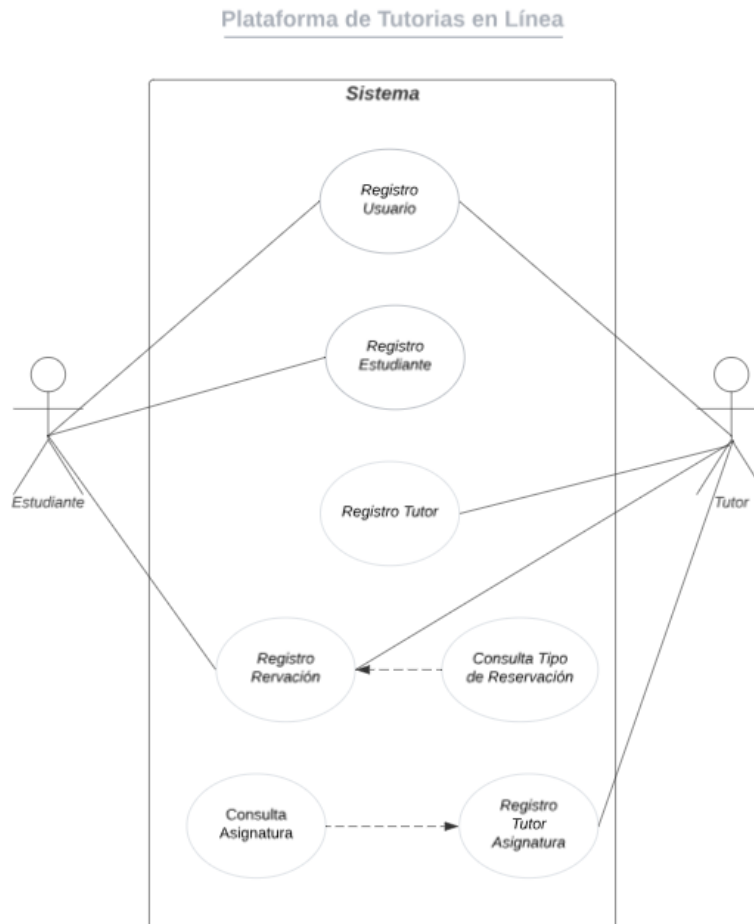 Plataforma de Tutorias en Línea
Sistema
Registro
Usuario
Registro
Estudiante
Estudiante
Registro Tutor
Tutor
Registro
Rervación
Consulta Tipo
de Reservación
Consulta
Asignatura
Registro
Tutor
Asignatura